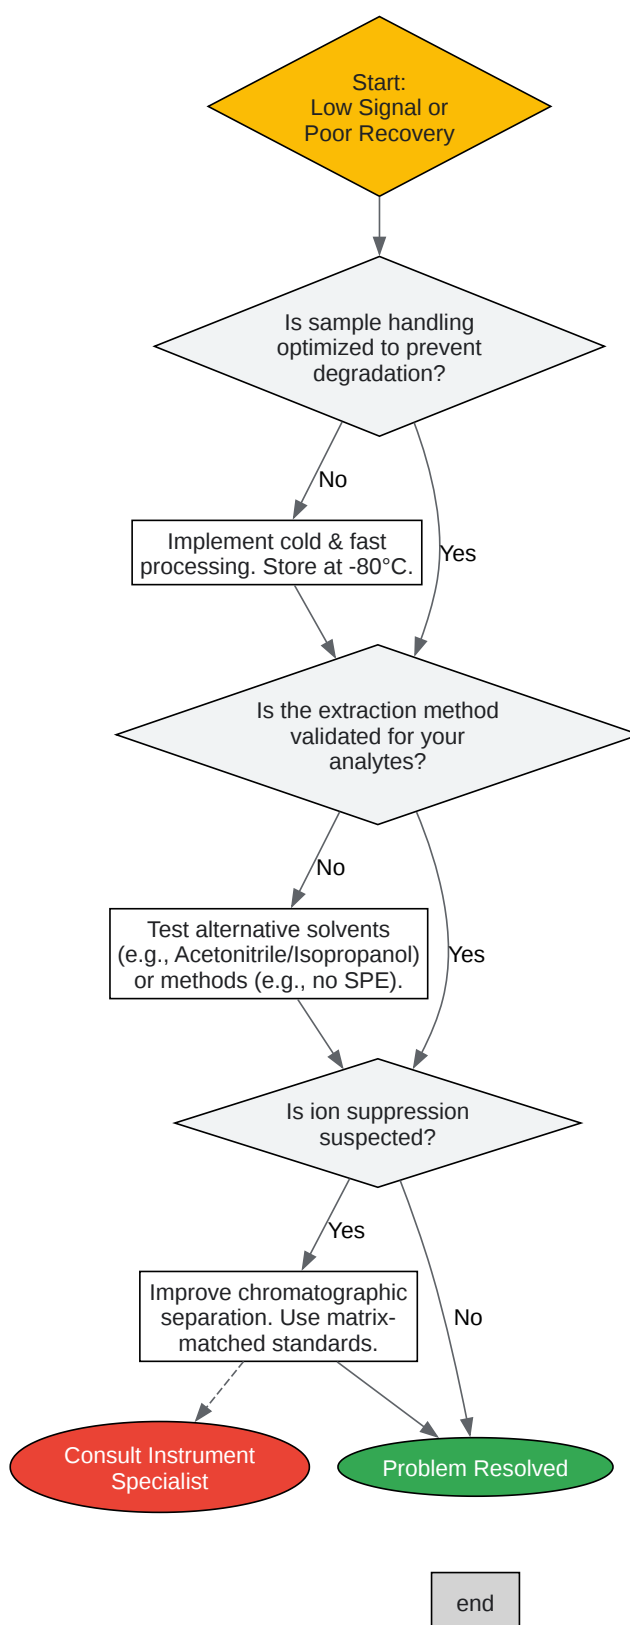 Start:
Low Signal or
Poor Recovery
Is sample handling
optimized to prevent
degradation?
No
Implement cold & fast
processing. Store at -80°C.
Yes
Is the extraction method
validated for your
analytes?
No
Test alternative solvents
(e.g., Acetonitrile/Isopropanol)
or methods (e.g., no SPE).
Yes
Is ion suppression
suspected?
Yes
Improve chromatographic
separation. Use matrix-
matched standards.
No
Consult Instrument
Specialist
Problem Resolved
end